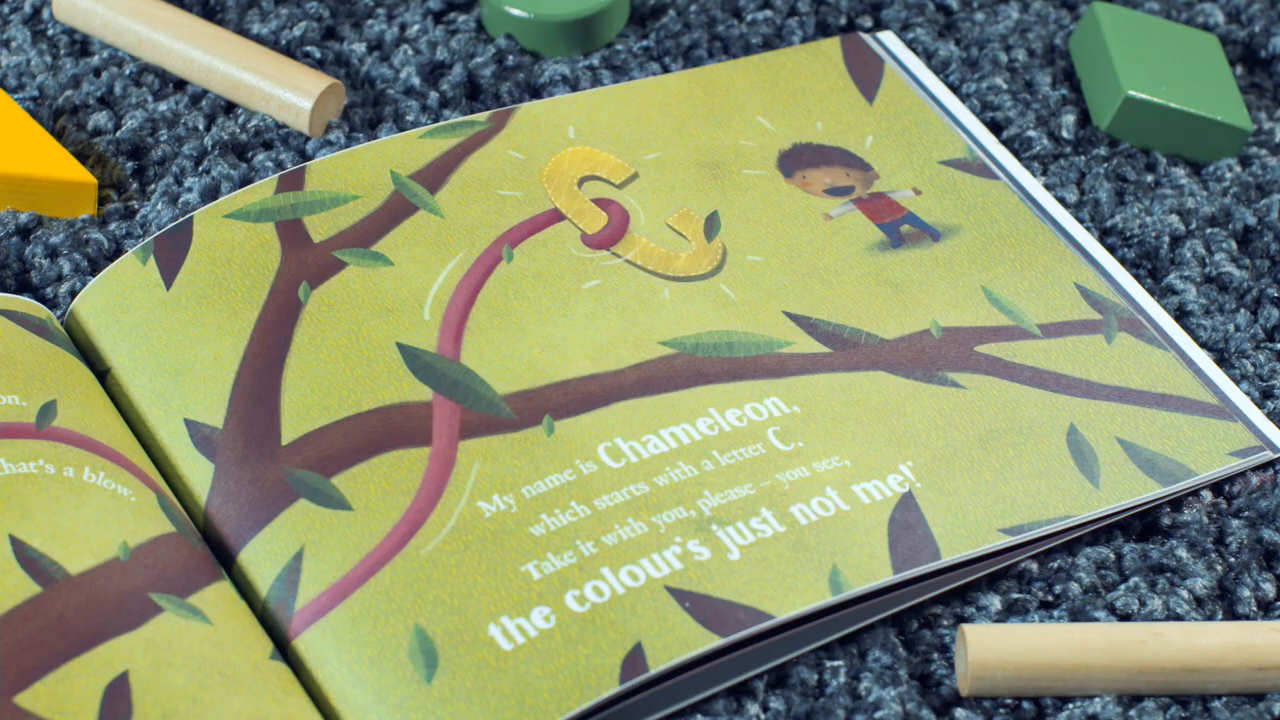 on.
that's a blow.
My name is Chameleon,
which starts with a letter C.
Take it with you, please – you see,
the colour's just not me!'